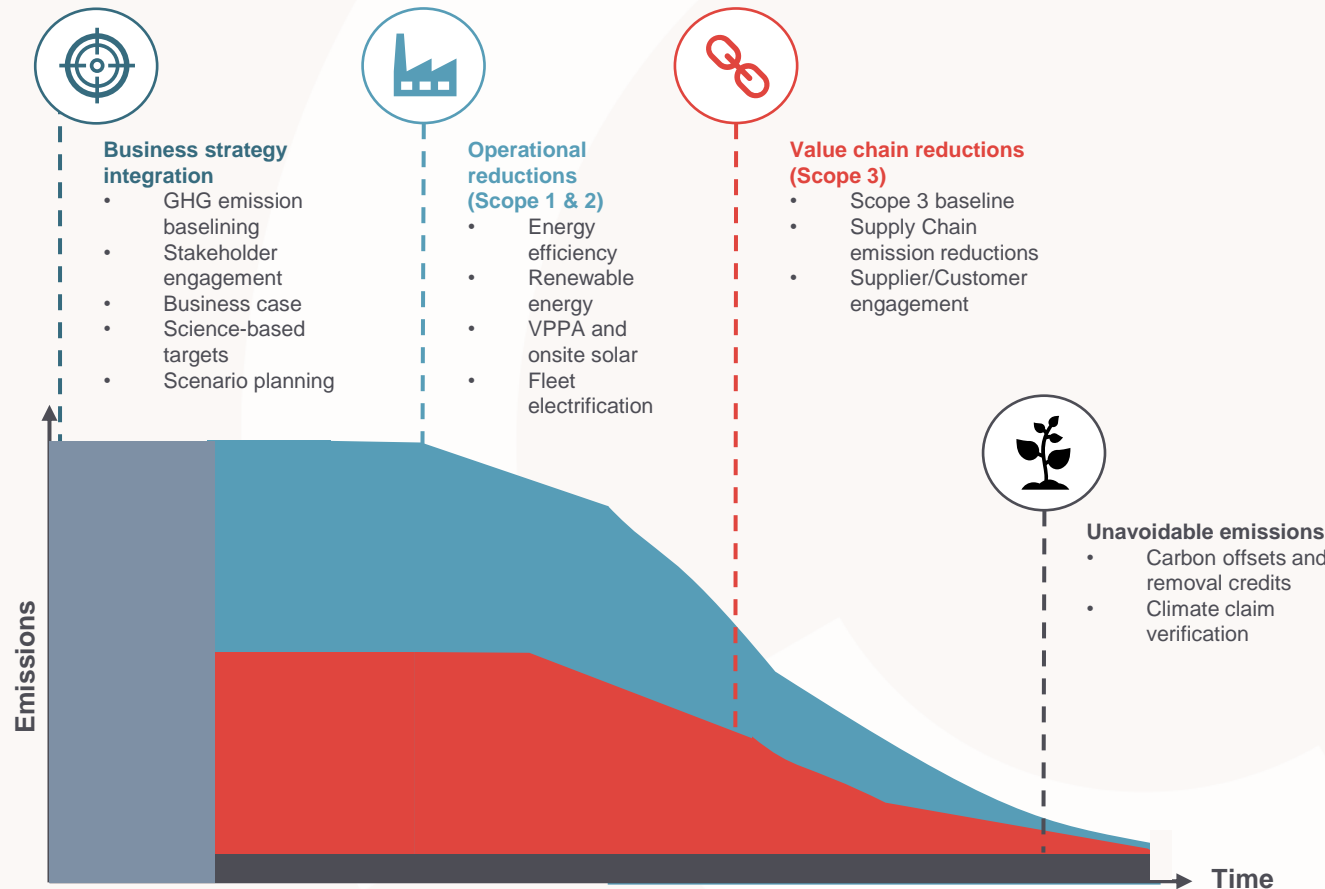 Business strategy
integration
• GHG emission
baselining
• Stakeholder
engagement
• Business case
• Science-based
targets
• Scenario planning
Operational
reductions
(Scope 1 & 2)
• Energy
efficiency
• Renewable
energy
• VPPA and
onsite solar
• Fleet
electrification
Value chain reductions
(Scope 3)
• Scope 3 baseline
• Supply Chain
emission reductions
• Supplier/Customer
engagement
Unavoidable emissions
• Carbon offsets and
removal credits
• Climate claim
verification
Emissions
Time